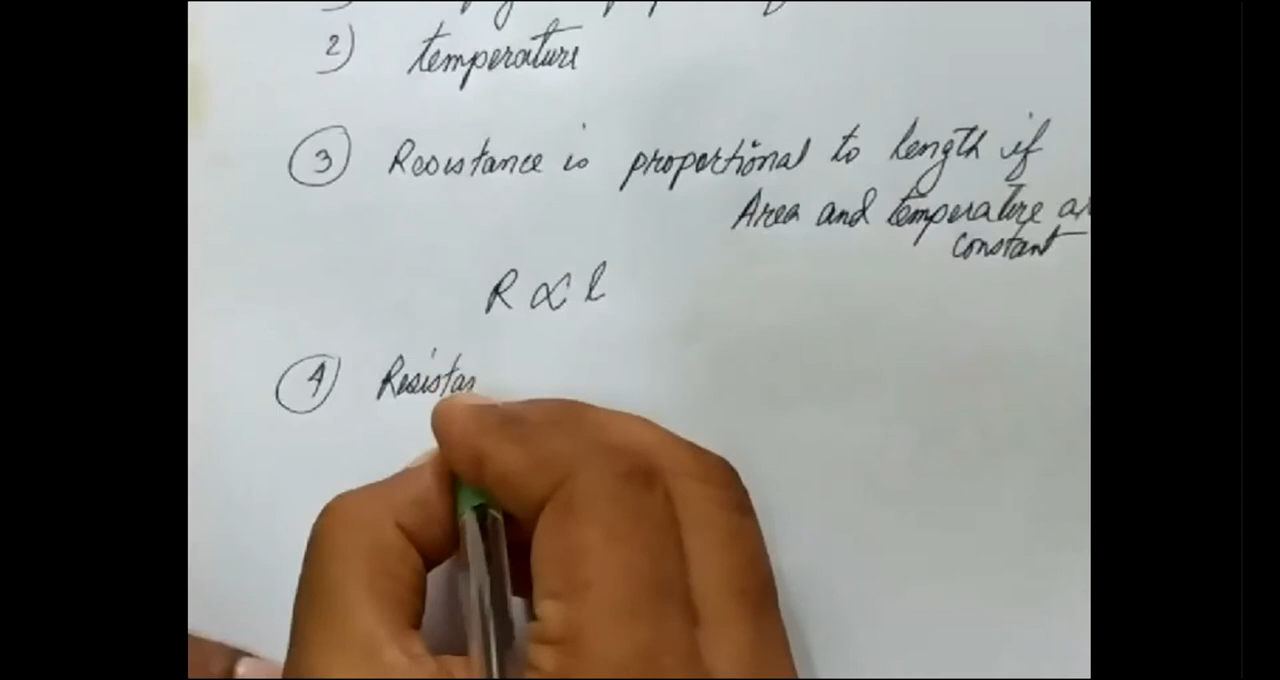 2) temperature
3 Resistance is proportional to length if
Area and temperature
constant
R ∝ l
4 Resistan